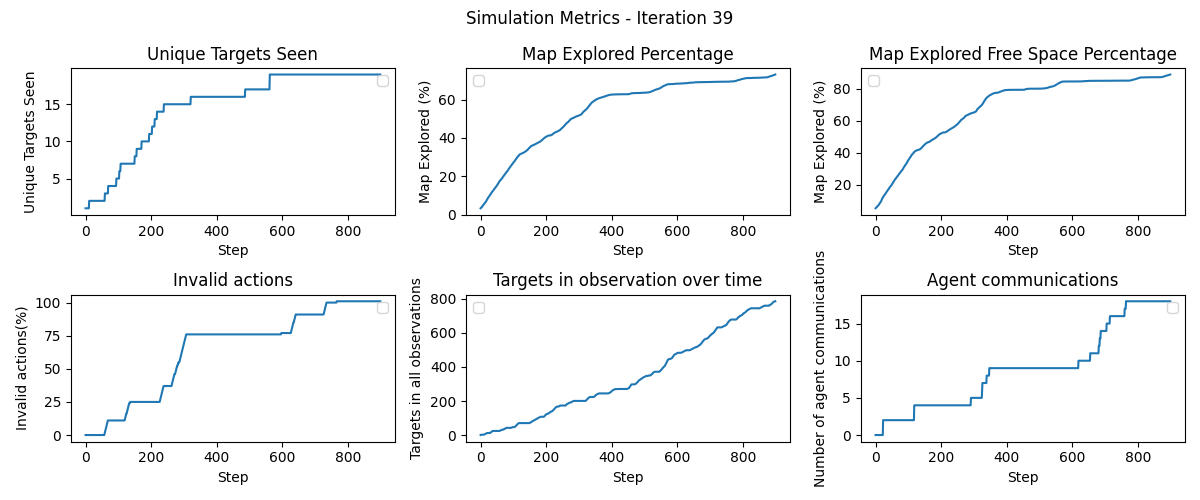 Simulation Metrics - Iteration 39
Unique Targets Seen
Unique Targets Seen
15
10
5
0 200 400 600 800
Step
Map Explored Percentage
Map Explored (%)
60
40
20
0
0 200 400 600 800
Step
Map Explored Free Space Percentage
Map Explored (%)
80
60
40
20
0 200 400 600 800
Step
Invalid actions
Invalid actions(%)
100
75
50
25
0
0 200 400 600 800
Step
Targets in observation over time
Targets in all observations
800
600
400
200
0
0 200 400 600 800
Step
Agent communications
Number of agent communications
15
10
5
0
0 200 400 600 800
Step